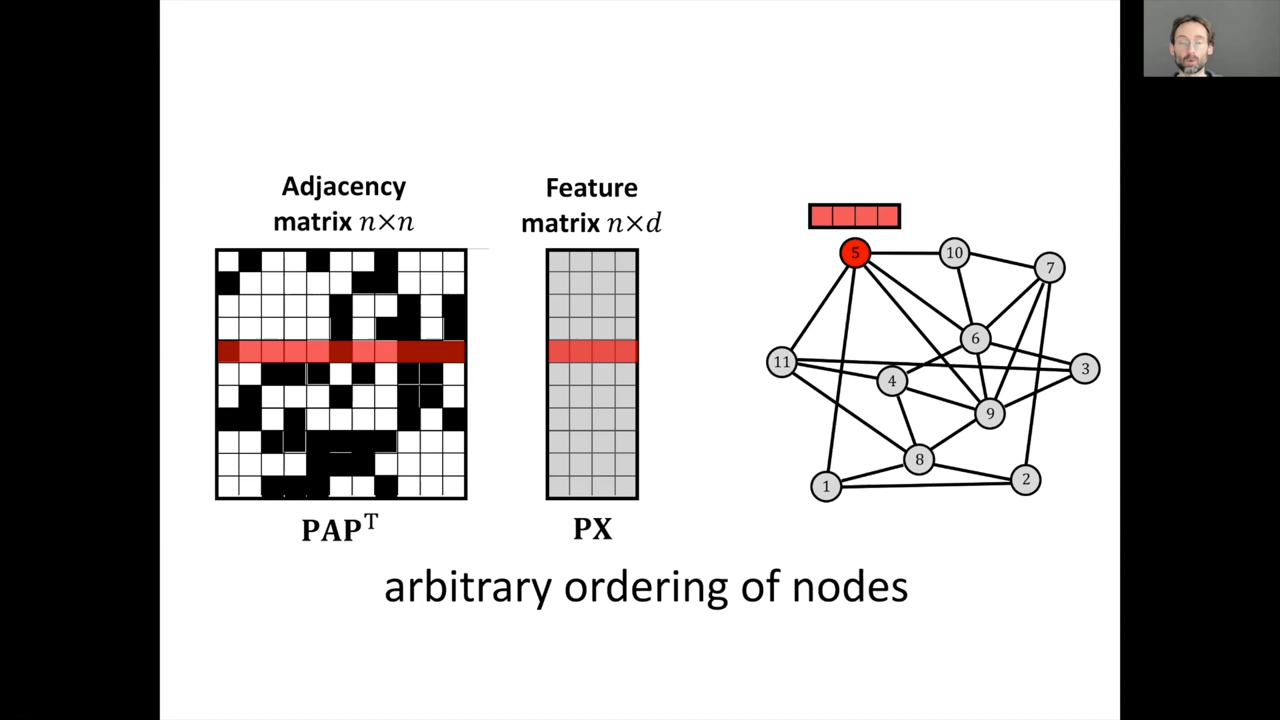 Adjacency
matrix n×n
Feature
matrix n×d
5
10
7
6
11
4
3
9
8
1
2
PAPᵀ
PX
arbitrary ordering of nodes